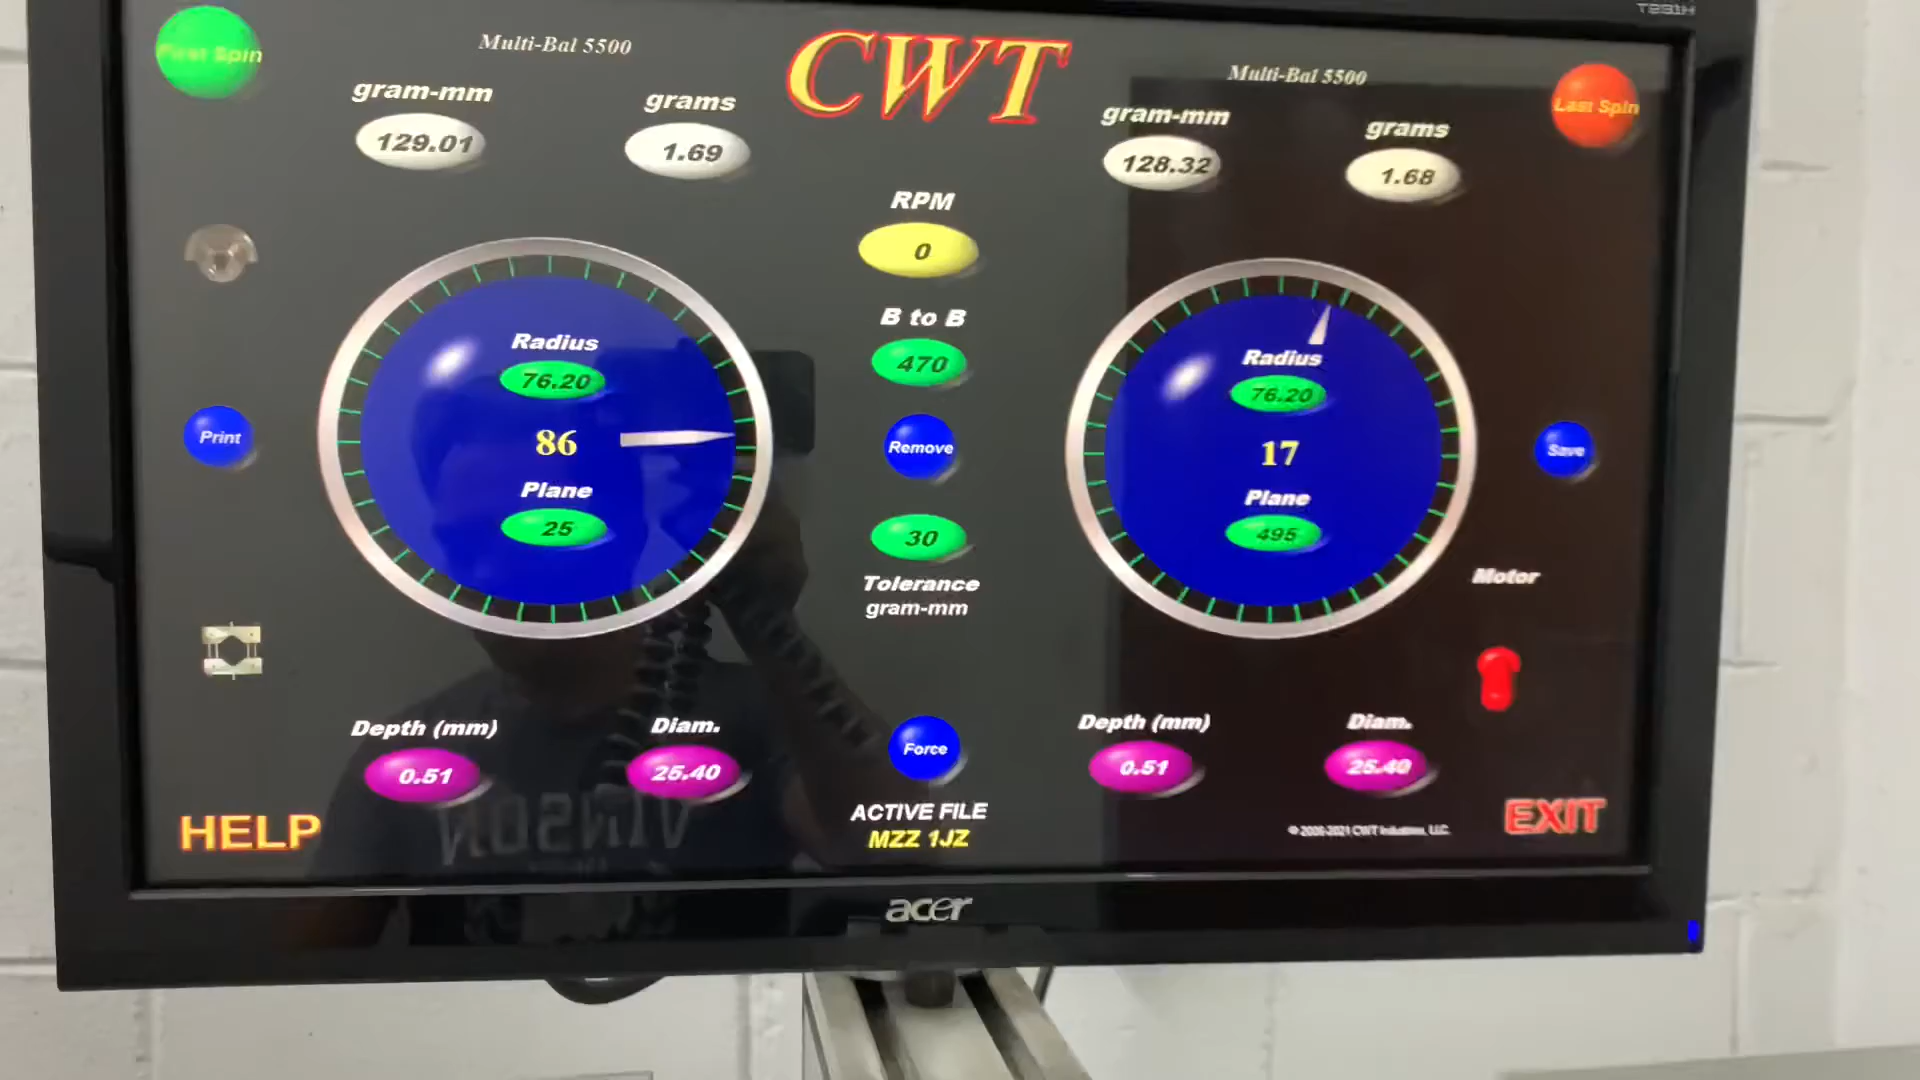 T231H
First Spin
Multi-Bal 5500
CWT
Multi-Bal 5500
Last Spin
gram-mm
grams
gram-mm
grams
129.01
1.69
128.32
1.68
RPM
0
B to B
470
Radius
76.20
86
Plane
25
Radius
76.20
17
Plane
495
Print
Remove
Save
30
Tolerance
gram-mm
Motor
Depth (mm)
Diam.
0.51
25.40
Force
Depth (mm)
Diam.
0.51
25.40
HELP
ACTIVE FILE
MZZ 1JZ
© 2005-2021 CWT Industries, LLC.
EXIT
VINSON
acer